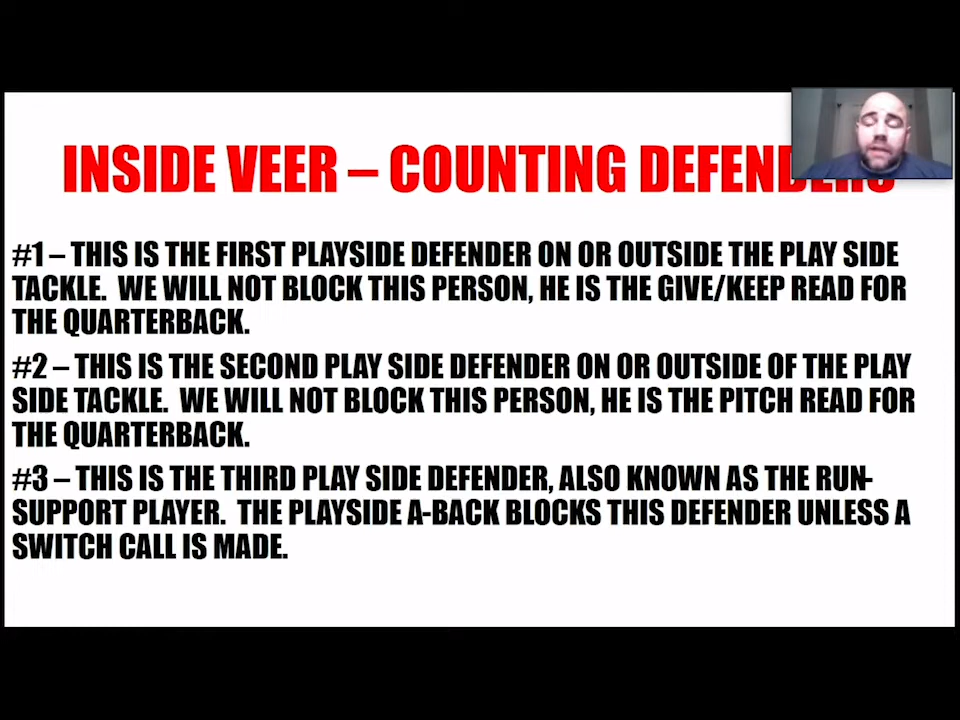 INSIDE VEER – COUNTING DEFENDERS
#1 – THIS IS THE FIRST PLAYSIDE DEFENDER ON OR OUTSIDE THE PLAY SIDE
TACKLE. WE WILL NOT BLOCK THIS PERSON, HE IS THE GIVE/KEEP READ FOR
THE QUARTERBACK.
#2 – THIS IS THE SECOND PLAY SIDE DEFENDER ON OR OUTSIDE OF THE PLAY
SIDE TACKLE. WE WILL NOT BLOCK THIS PERSON, HE IS THE PITCH READ FOR
THE QUARTERBACK.
#3 – THIS IS THE THIRD PLAY SIDE DEFENDER, ALSO KNOWN AS THE RUN-
SUPPORT PLAYER. THE PLAYSIDE A-BACK BLOCKS THIS DEFENDER UNLESS A
SWITCH CALL IS MADE.